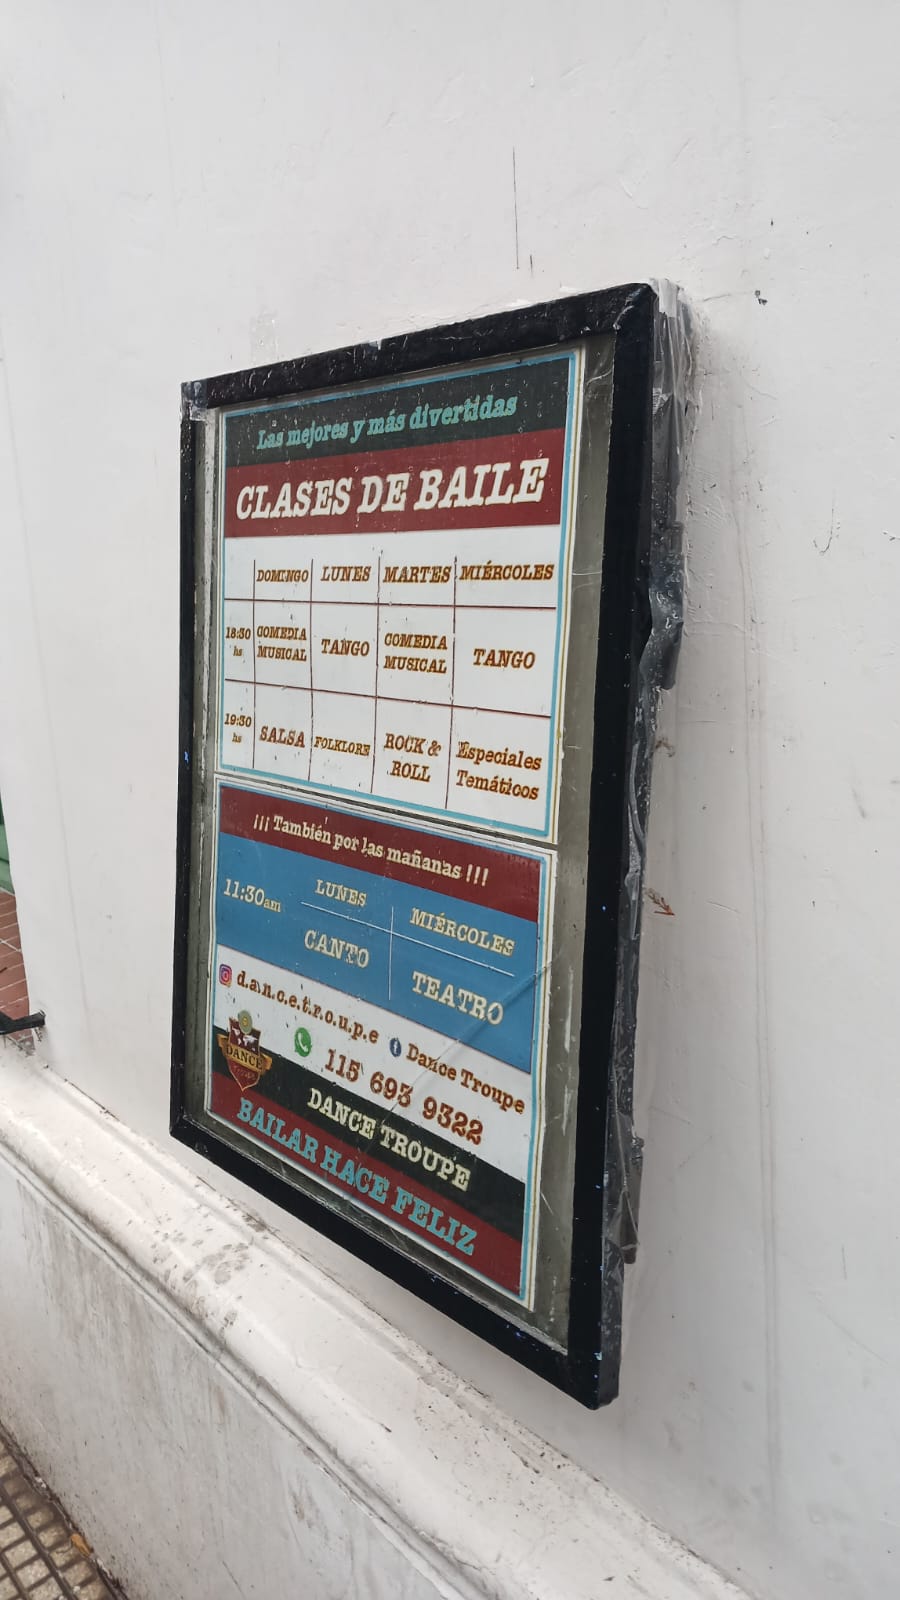 Las mejores y más divertidas
CLASES DE BAILE
DOMINGO LUNES MARTES MIÉRCOLES
18:30 hs COMEDIA MUSICAL TANGO COMEDIA MUSICAL TANGO
19:30 hs SALSA FOLKLORE ROCK & ROLL Especiales Temáticos
¡¡¡ También por las mañanas !!!
11:30am LUNES MIÉRCOLES
CANTO TEATRO
d.a.n.c.e.t.r.o.u.p.e Dance Troupe
115 693 9322
DANCE
DANCE TROUPE
BAILAR HACE FELIZ